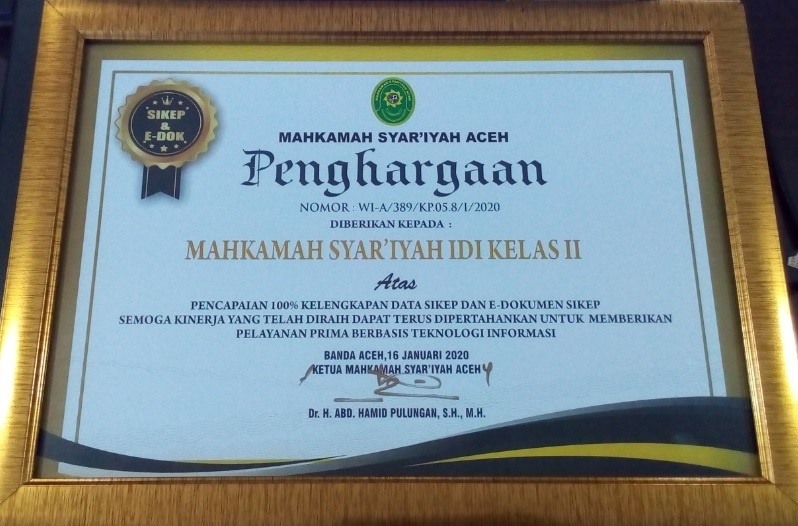 SIKEP
&
E-DOK
MAHKAMAH SYAR'IYAH ACEH
Penghargaan
NOMOR : W1-A/389/KP.05.8/I/2020
DIBERIKAN KEPADA :
MAHKAMAH SYAR'IYAH IDI KELAS II
Atas
PENCAPAIAN 100% KELENGKAPAN DATA SIKEP DAN E-DOKUMEN SIKEP
SEMOGA KINERJA YANG TELAH DIRAIH DAPAT TERUS DIPERTAHANKAN UNTUK MEMBERIKAN
PELAYANAN PRIMA BERBASIS TEKNOLOGI INFORMASI
BANDA ACEH,16 JANUARI 2020
KETUA MAHKAMAH SYAR'IYAH ACEH
Dr. H. ABD. HAMID PULUNGAN, S.H., M.H.